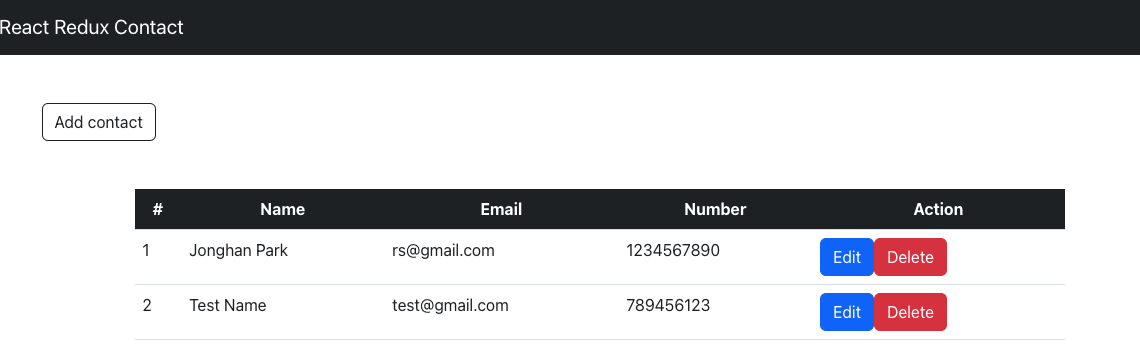 React Redux Contact
Add contact
# Name Email Number Action
1 Jonghan Park rs@gmail.com 1234567890 Edit Delete
2 Test Name test@gmail.com 789456123 Edit Delete